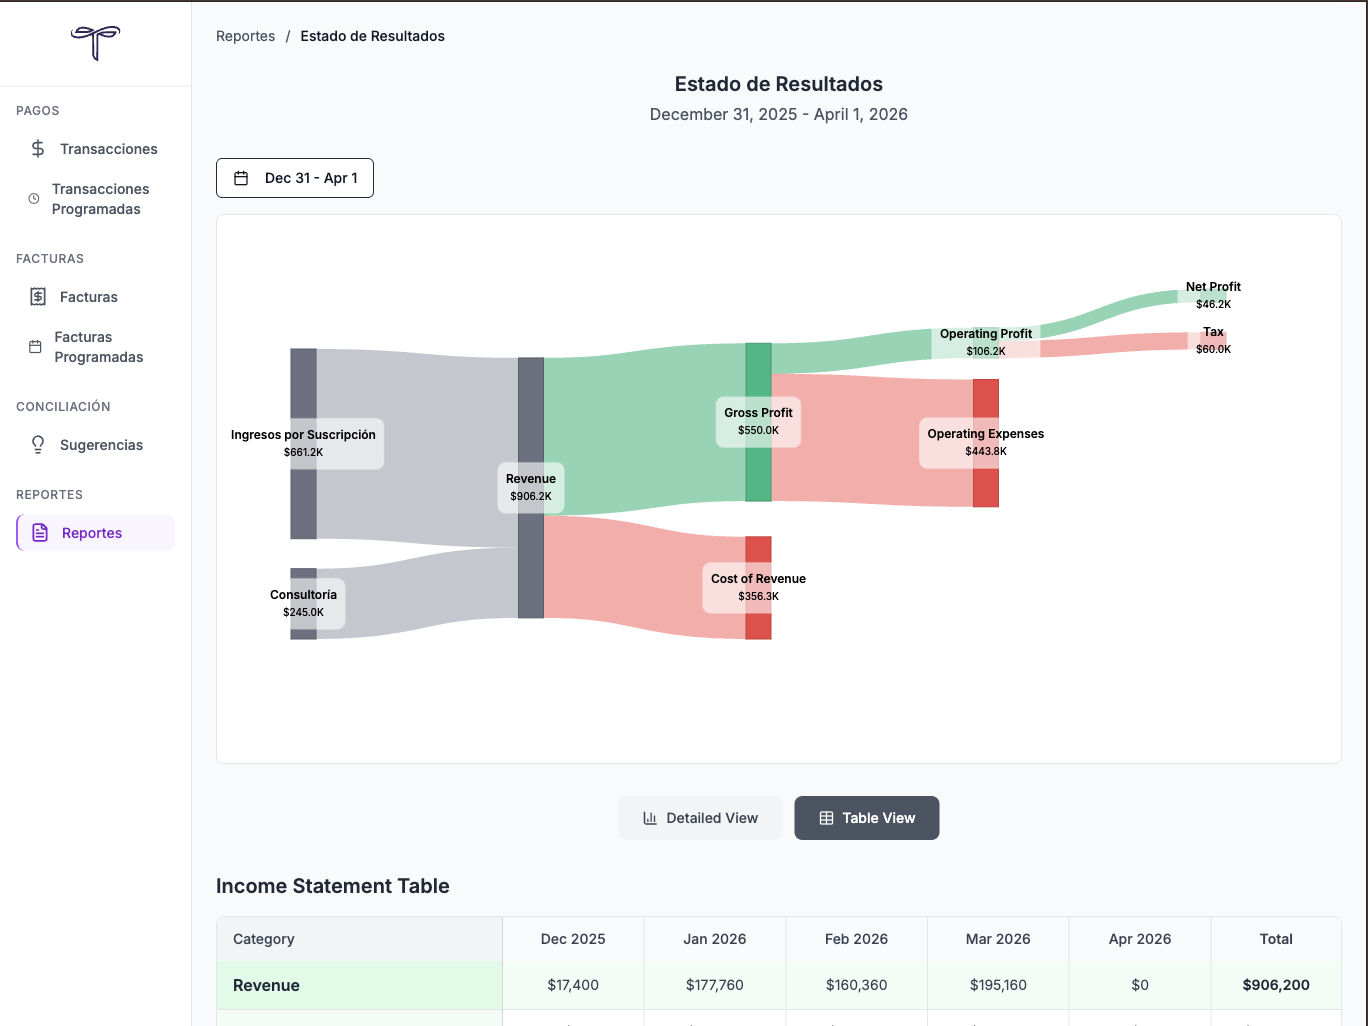 Reportes / Estado de Resultados
Estado de Resultados
December 31, 2025 - April 1, 2026
PAGOS
Transacciones
Transacciones
Programadas
FACTURAS
Facturas
Facturas
Programadas
CONCILIACIÓN
Sugerencias
REPORTES
Reportes
Dec 31 - Apr 1
Net Profit
$46.2K
Tax
$60.0K
Operating Profit
$106.2K
Gross Profit
$550.0K
Operating Expenses
$443.8K
Ingresos por Suscripción
$661.2K
Revenue
$906.2K
Cost of Revenue
$356.3K
Consultoría
$245.0K
Detailed View
Table View
Income Statement Table
Category Dec 2025 Jan 2026 Feb 2026 Mar 2026 Apr 2026 Total
Revenue $17,400 $177,760 $160,360 $195,160 $0 $906,200